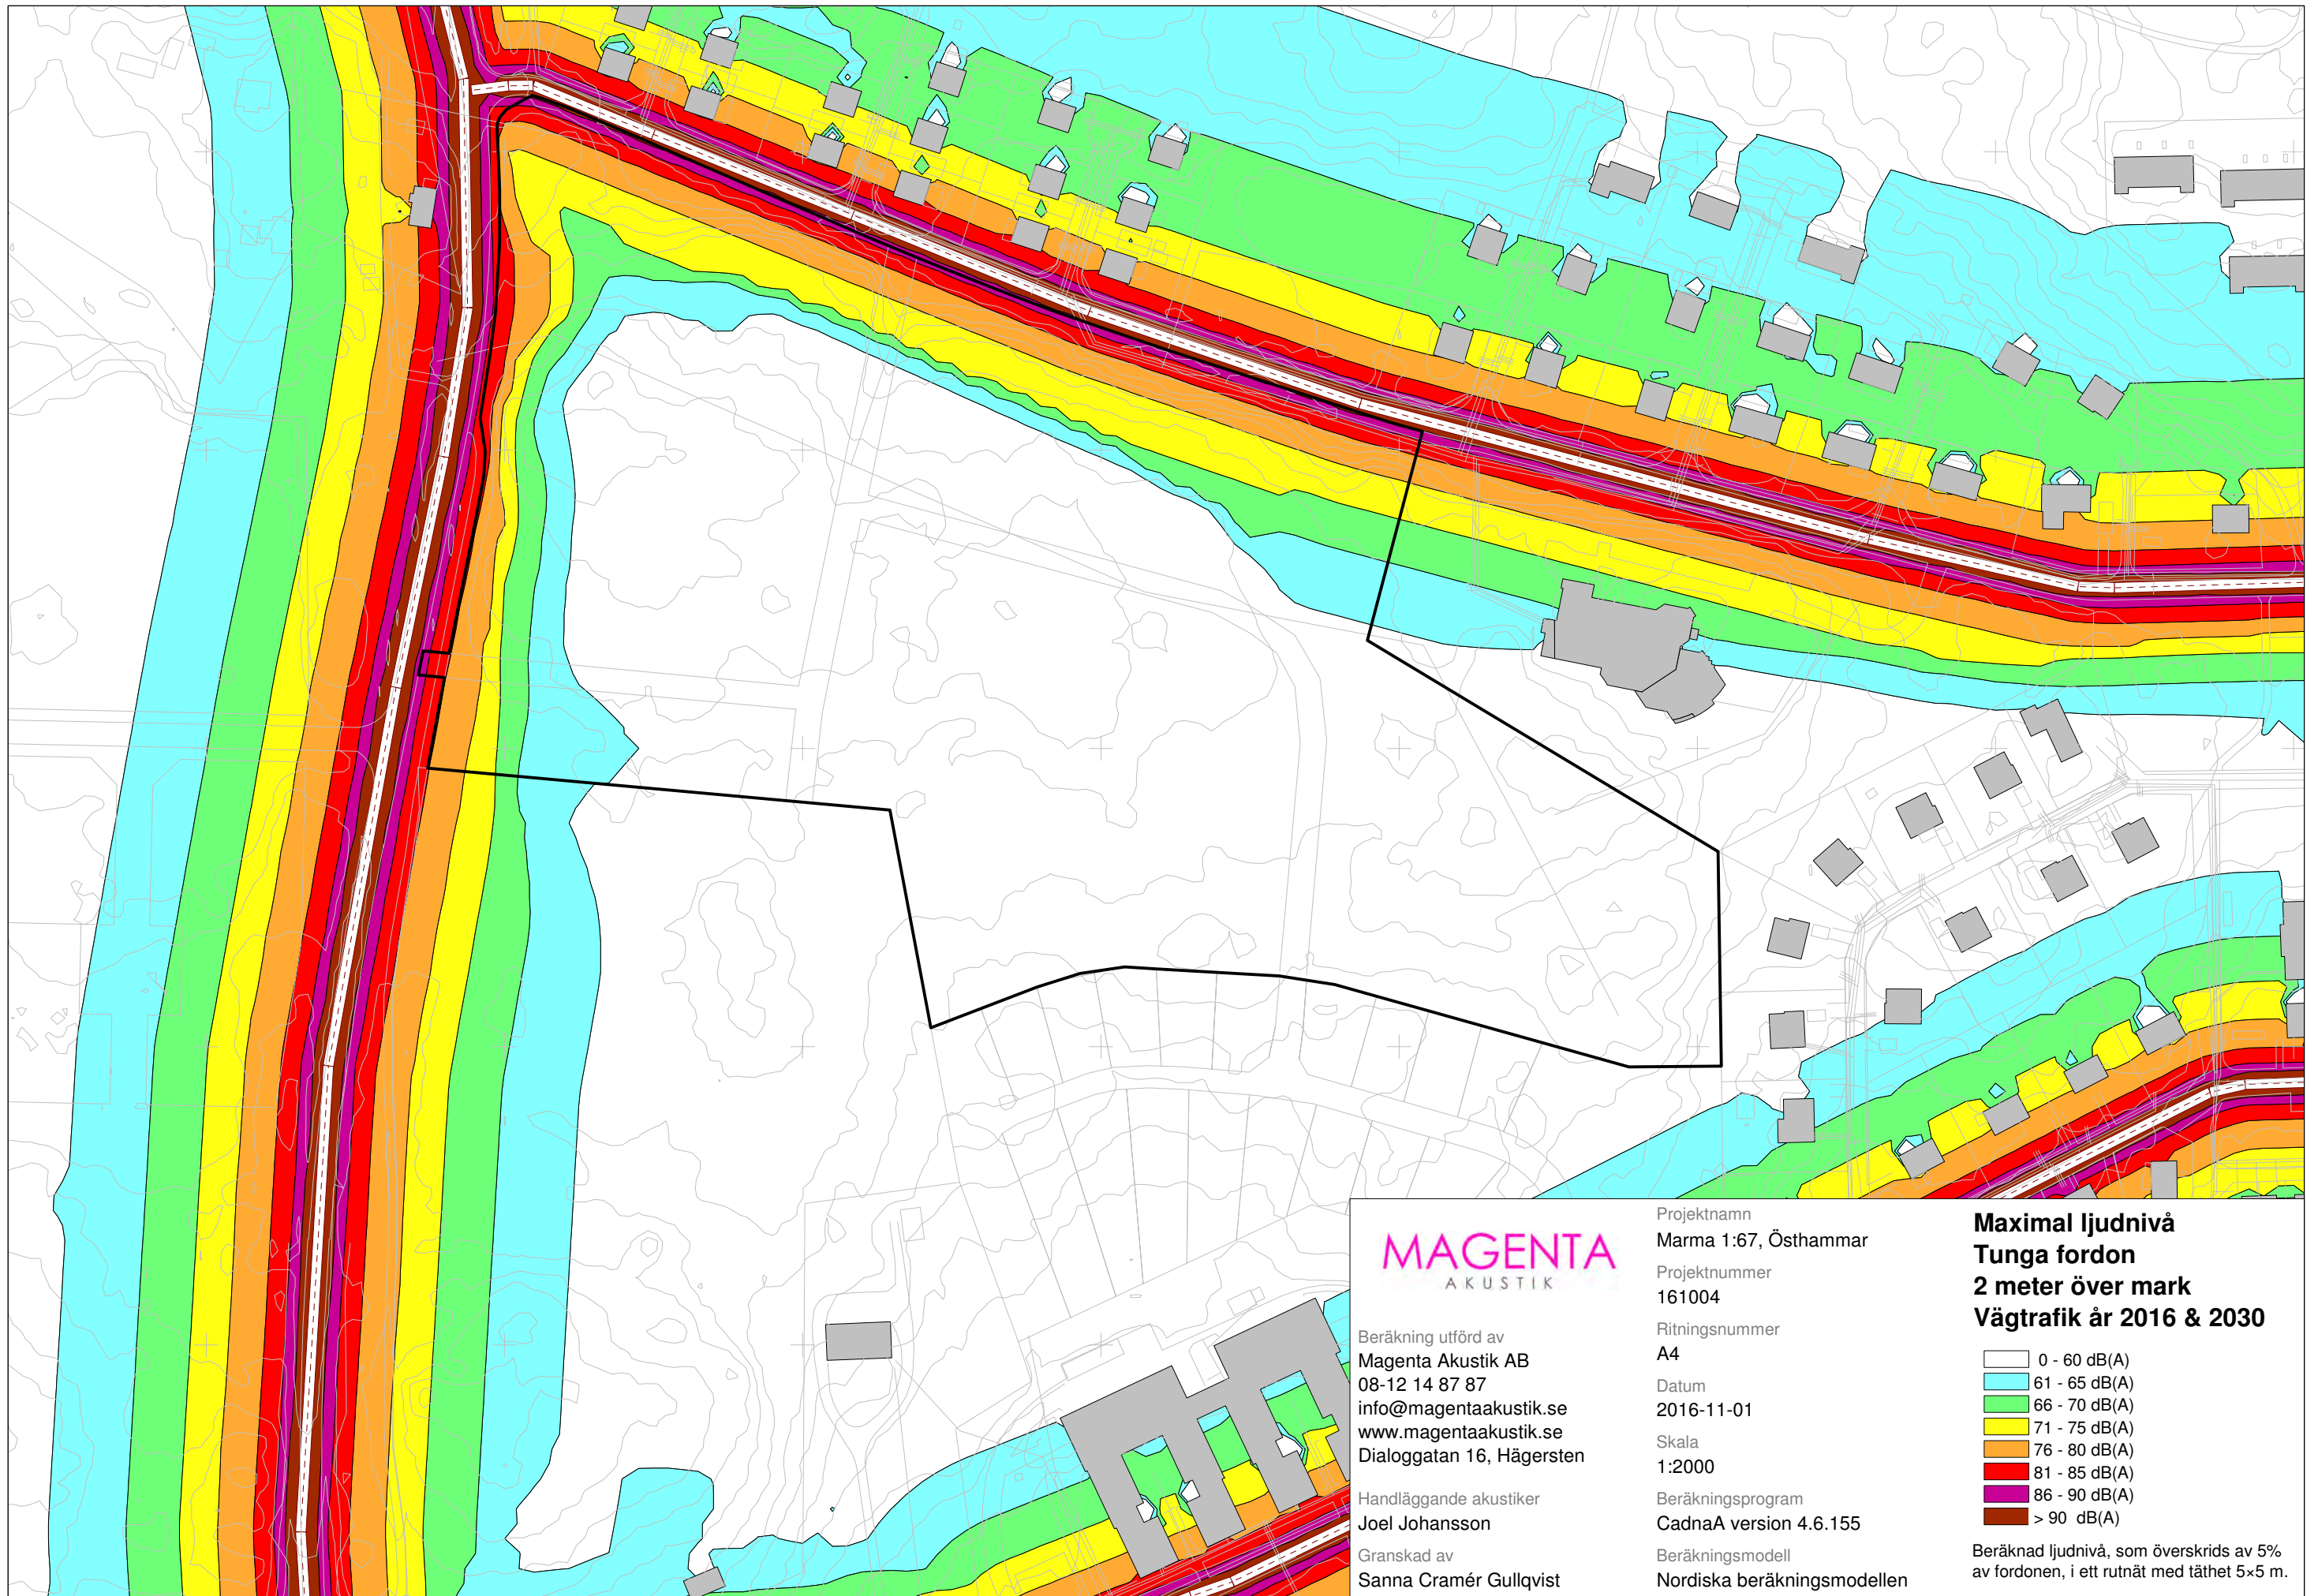 MAGENTA
AKUSTIK
Beräkning utförd av
Magenta Akustik AB
08-12 14 87 87
info@magentaakustik.se
www.magentaakustik.se
Dialoggatan 16, Hägersten
Handläggande akustiker
Joel Johansson
Granskad av
Sanna Cramér Gullqvist
Projektnamn
Marma 1:67, Östhammar
Projektnummer
161004
Ritningsnummer
A4
Datum
2016-11-01
Skala
1:2000
Beräkningsprogram
CadnaA version 4.6.155
Beräkningsmodell
Nordiska beräkningsmodellen
Maximal ljudnivå
Tunga fordon
2 meter över mark
Vägtrafik år 2016 & 2030
0 - 60 dB(A)
61 - 65 dB(A)
66 - 70 dB(A)
71 - 75 dB(A)
76 - 80 dB(A)
81 - 85 dB(A)
86 - 90 dB(A)
> 90 dB(A)
Beräknad ljudnivå, som överskrids av 5%
av fordonen, i ett rutnät med täthet 5×5 m.